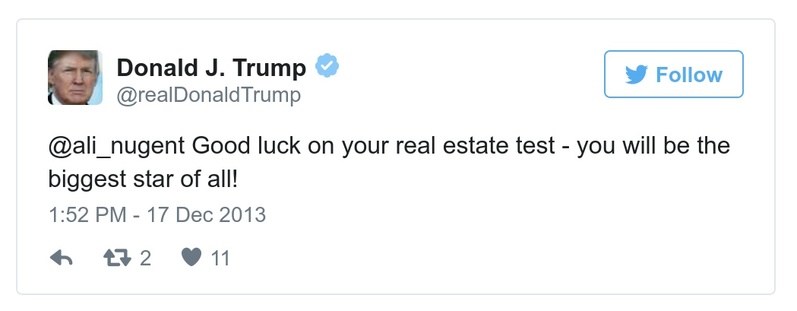 Donald J. Trump
Follow
@realDonaldTrump
@ali_nugent Good luck on your real estate test - you will be the
biggest star of all!
1:52 PM - 17 Dec 2013
2 11